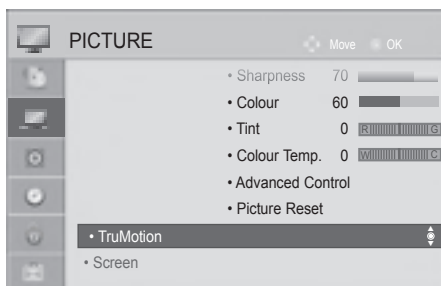 PICTURE
Move OK
• Sharpness 70
• Colour 60
• Tint 0 R G
• Colour Temp. 0 W C
• Advanced Control
• Picture Reset
• TruMotion
• Screen